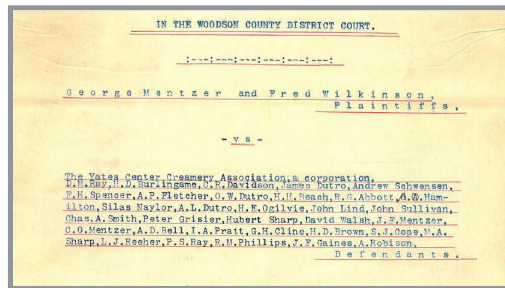 IN THE WOODSON COUNTY DISTRICT COURT.
:---:---:---:---:---:---:
George Mentzer and Fred Wilkinson,
Plaintiffs,
-vs-
The Yates Center Creamery Association, a corporation,
D.M.Ray, H.D.Burlingame, C.R.Davidson, James Dutro, Andrew Schwensen,
F.H.Spencer, A.P.Fletcher, O.W.Dutro, H.H.Beach, R.G.Abbott, G.W.Ham-
ilton, Silas Naylor, A.L.Dutro, H.E.Ogilvie, John Lind, John Sullivan,
Chas.A.Smith, Peter Grisier, Hubert Sharp, David Walsh, J.F.Mentzer,
C.O.Mentzer, A.D.Bell, I.A.Pratt, G.H.Cline, H.D.Brown, S.J.Cope, M.A.
Sharp, L.J.Reeher, P.S.Ray, R.M.Phillips, J.F.Gaines, A.Robison,
Defendants.